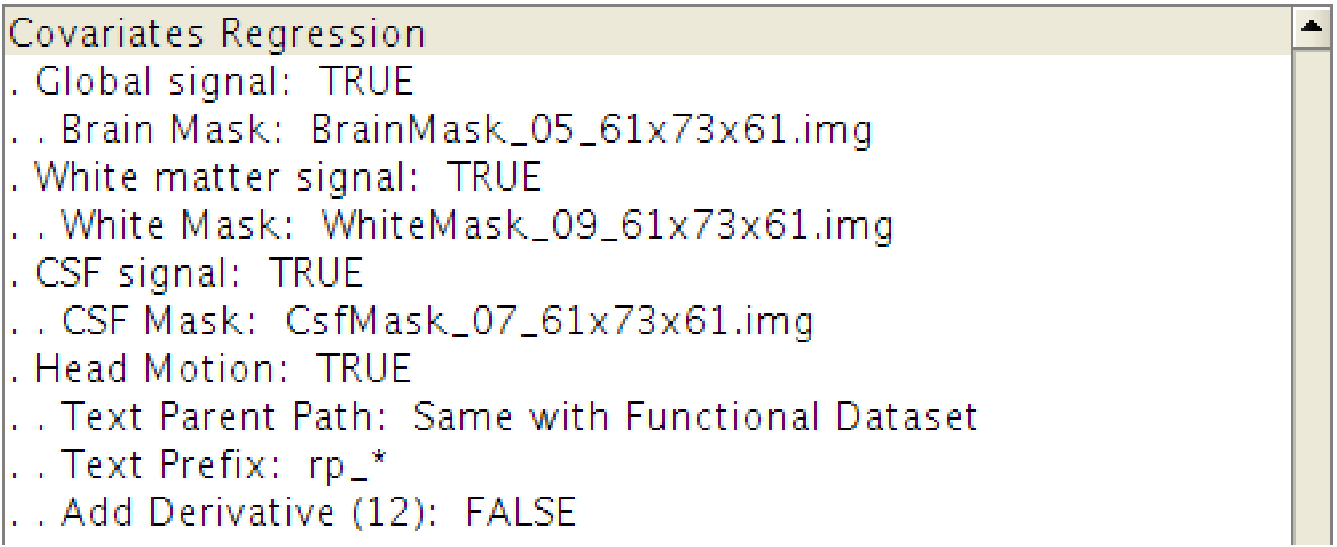 Covariates Regression
. Global signal: TRUE
. . Brain Mask: BrainMask_05_61x73x61.img
. White matter signal: TRUE
. . White Mask: WhiteMask_09_61x73x61.img
. CSF signal: TRUE
. . CSF Mask: CsfMask_07_61x73x61.img
. Head Motion: TRUE
. . Text Parent Path: Same with Functional Dataset
. . Text Prefix: rp_*
. . Add Derivative (12): FALSE